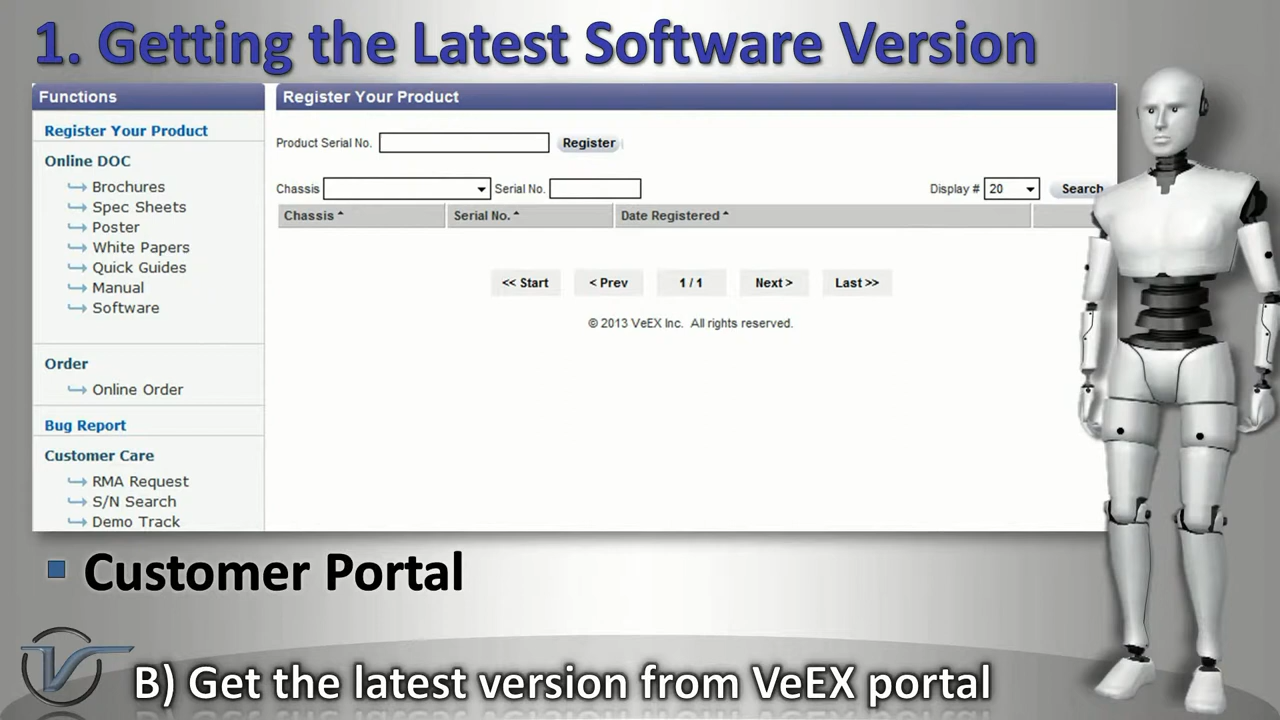 1. Getting the Latest Software Version
Functions
Register Your Product
Online DOC
Brochures
Spec Sheets
Poster
White Papers
Quick Guides
Manual
Software
Order
Online Order
Bug Report
Customer Care
RMA Request
S/N Search
Demo Track
Register Your Product
Product Serial No. Register
Chassis Serial No. Display # 20 Search
Chassis Serial No. Date Registered
<< Start < Prev 1 / 1 Next > Last >>
© 2013 VeEX Inc. All rights reserved.
Customer Portal
B) Get the latest version from VeEX portal